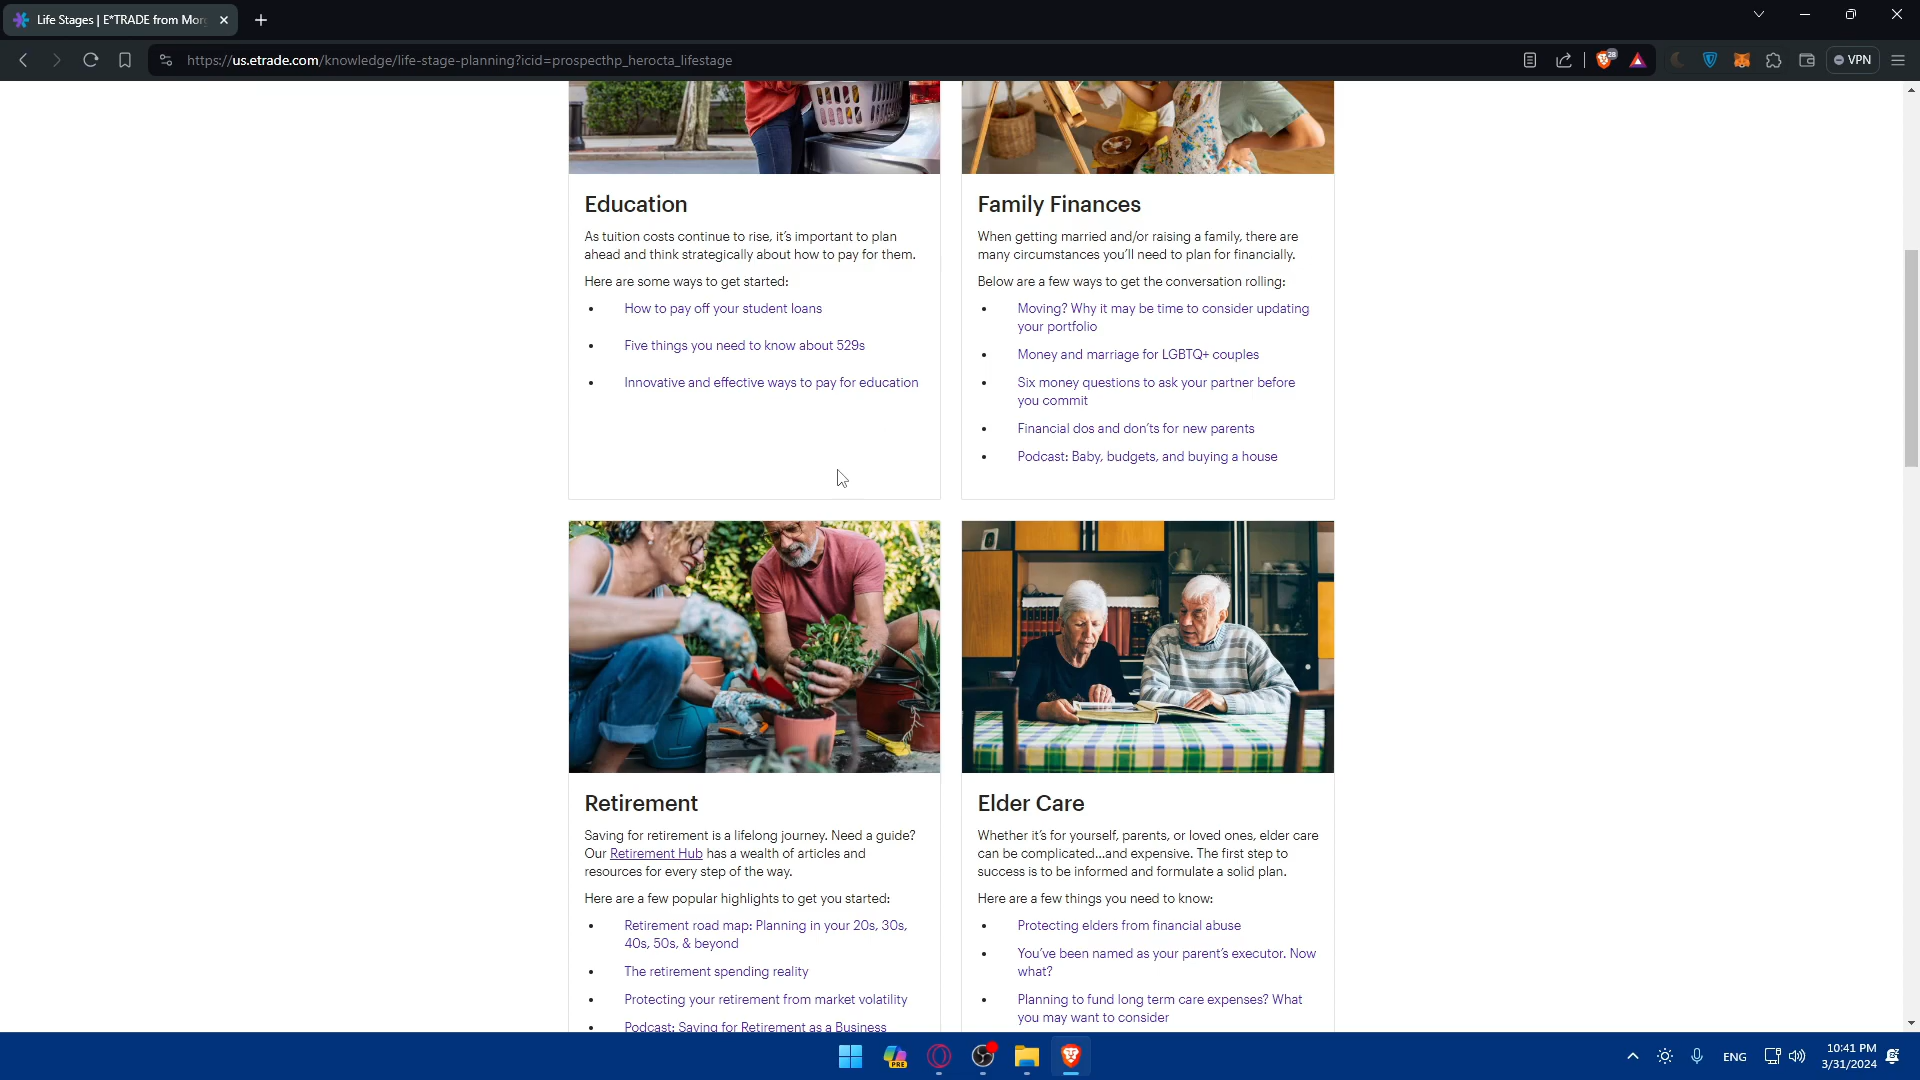 Life Stages | E*TRADE from Mor
https://us.etrade.com/knowledge/life-stage-planning?icid=prospecthp_herocta_lifestage
28
VPN
Education
As tuition costs continue to rise, it's important to plan
ahead and think strategically about how to pay for them.
Here are some ways to get started:
• How to pay off your student loans
• Five things you need to know about 529s
• Innovative and effective ways to pay for education
Family Finances
When getting married and/or raising a family, there are
many circumstances you'll need to plan for financially.
Below are a few ways to get the conversation rolling:
• Moving? Why it may be time to consider updating
your portfolio
• Money and marriage for LGBTQ+ couples
• Six money questions to ask your partner before
you commit
• Financial dos and don'ts for new parents
• Podcast: Baby, budgets, and buying a house
Retirement
Saving for retirement is a lifelong journey. Need a guide?
Our Retirement Hub has a wealth of articles and
resources for every step of the way.
Here are a few popular highlights to get you started:
• Retirement road map: Planning in your 20s, 30s,
40s, 50s, & beyond
• The retirement spending reality
• Protecting your retirement from market volatility
• Podcast: Saving for Retirement as a Business
Elder Care
Whether it's for yourself, parents, or loved ones, elder care
can be complicated...and expensive. The first step to
success is to be informed and formulate a solid plan.
Here are a few things you need to know:
• Protecting elders from financial abuse
• You've been named as your parent's executor. Now
what?
• Planning to fund long term care expenses? What
you may want to consider
PRE
ENG
10:41 PM
3/31/2024